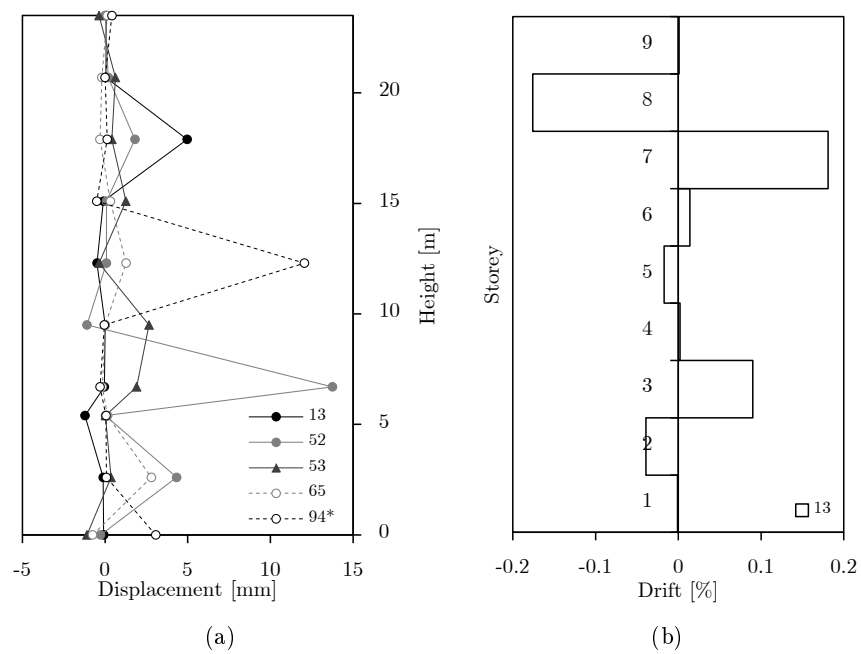 20
15
10
5
0
Height [m]
13
52
53
65
94*
-5 0 5 10 15
Displacement [mm]
(a)
9
8
7
6
5
4
3
2
1
Storey
13
-0.2 -0.1 0 0.1 0.2
Drift [%]
(b)